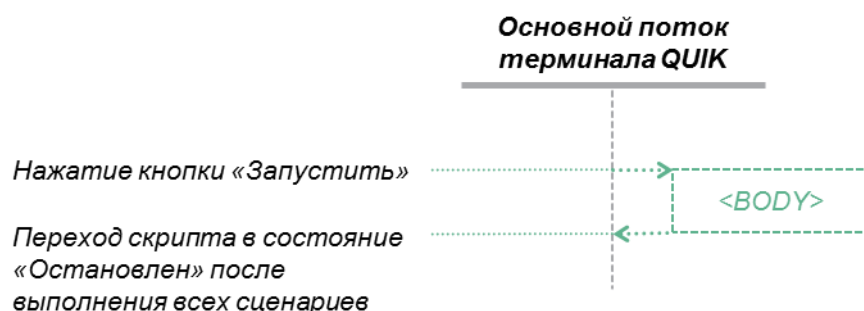 Основной поток
терминала QUIK
Нажатие кнопки «Запустить»
<BODY>
Переход скрипта в состояние
«Остановлен» после
выполнения всех сценариев